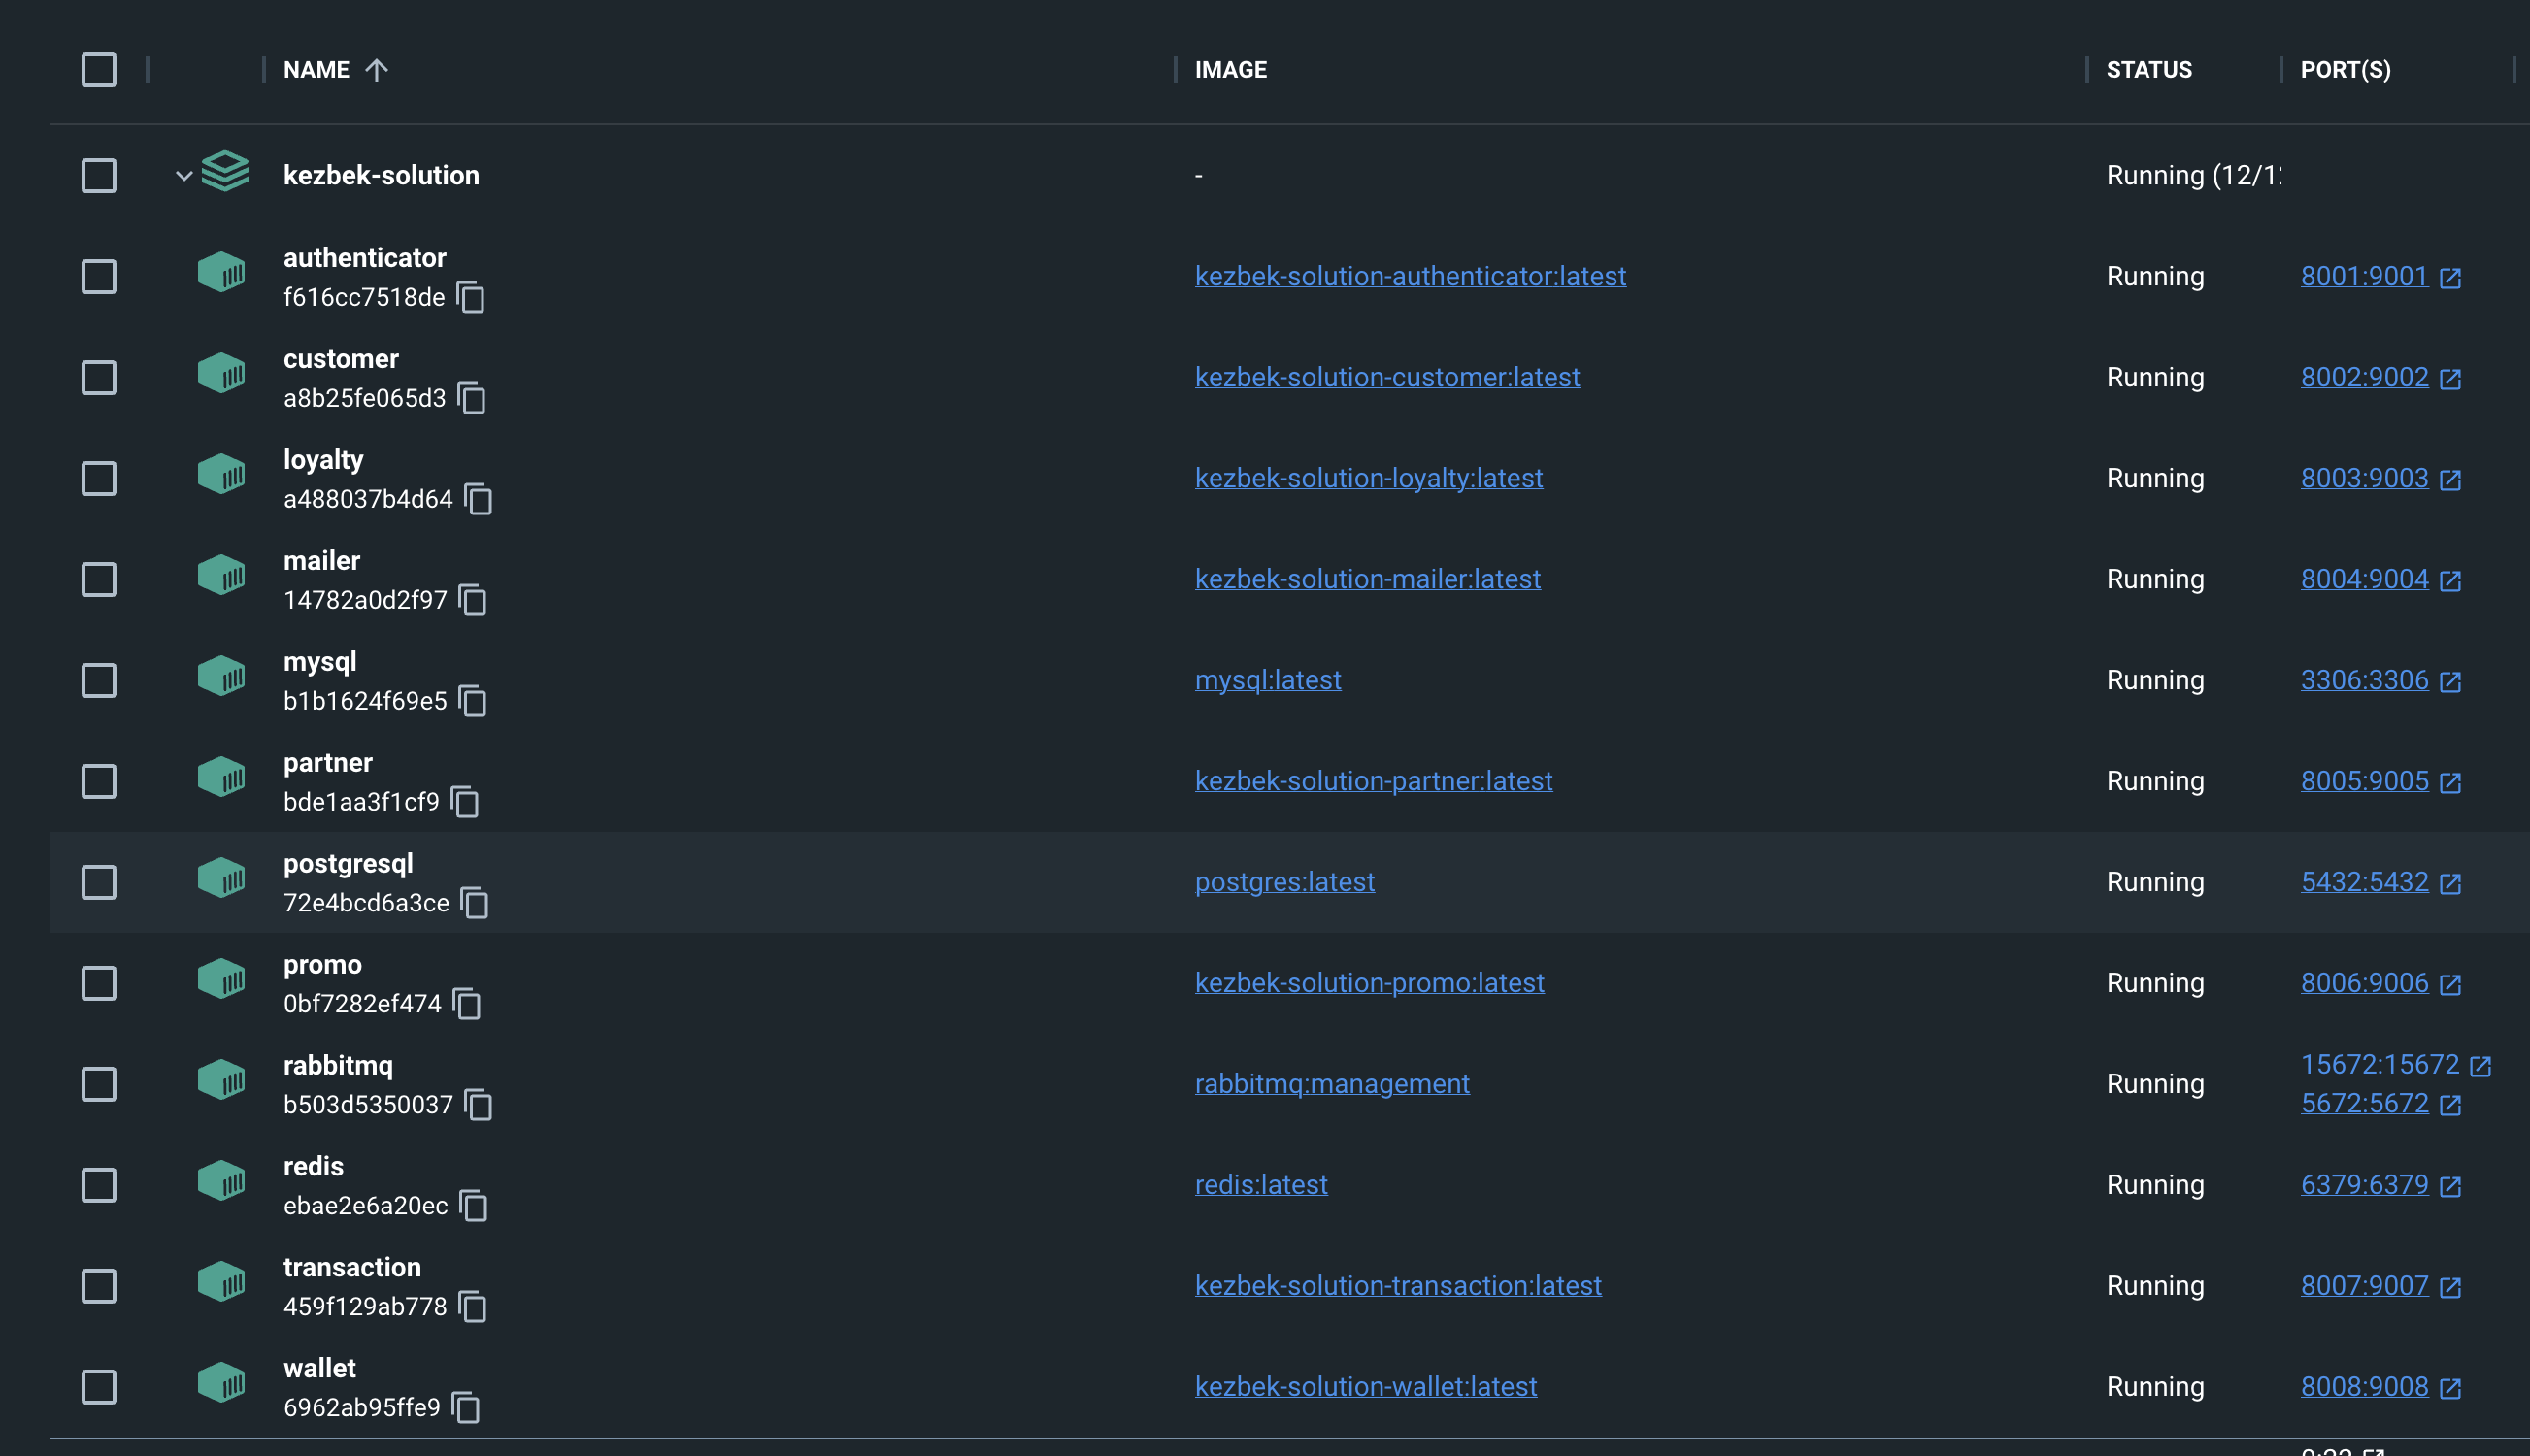 NAME IMAGE STATUS PORT(S)
kezbek-solution - Running (12/1
authenticator
f616cc7518de
kezbek-solution-authenticator:latest Running 8001:9001
customer
a8b25fe065d3
kezbek-solution-customer:latest Running 8002:9002
loyalty
a488037b4d64
kezbek-solution-loyalty:latest Running 8003:9003
mailer
14782a0d2f97
kezbek-solution-mailer:latest Running 8004:9004
mysql
b1b1624f69e5
mysql:latest Running 3306:3306
partner
bde1aa3f1cf9
kezbek-solution-partner:latest Running 8005:9005
postgresql
72e4bcd6a3ce
postgres:latest Running 5432:5432
promo
0bf7282ef474
kezbek-solution-promo:latest Running 8006:9006
rabbitmq
b503d5350037
rabbitmq:management Running 15672:15672
5672:5672
redis
ebae2e6a20ec
redis:latest Running 6379:6379
transaction
459f129ab778
kezbek-solution-transaction:latest Running 8007:9007
wallet
6962ab95ffe9
kezbek-solution-wallet:latest Running 8008:9008